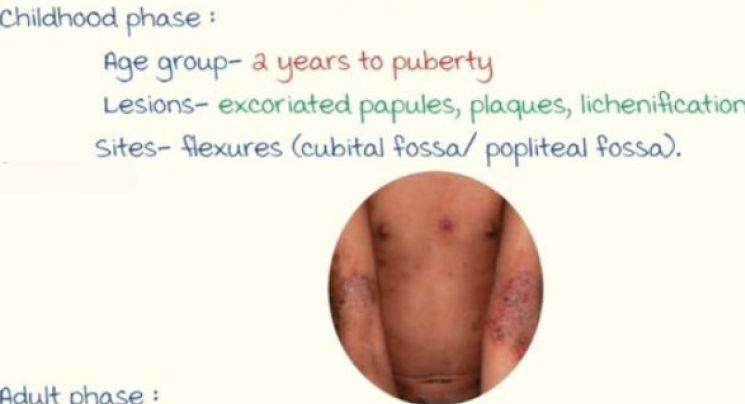 Childhood phase :
Age group- 2 years to puberty
Lesions- excoriated papules, plaques, lichenification
Sites- flexures (cubital fossa/ popliteal fossa).
Adult phase :